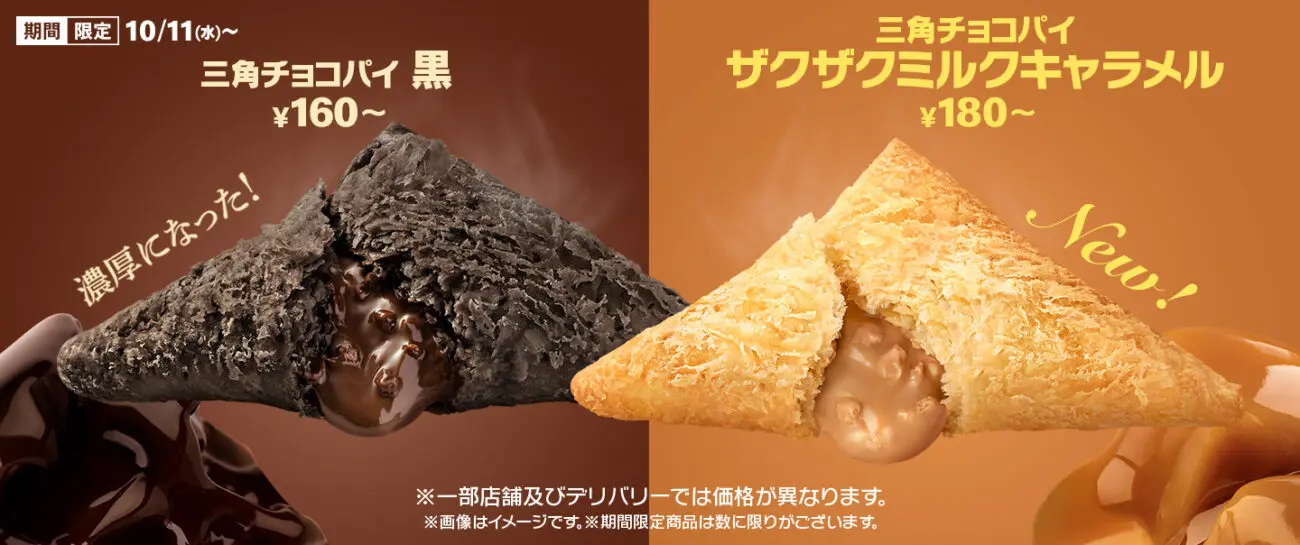 期間 限定 10/11(水)～
三角チョコパイ 黒
¥160～
濃厚になった!
三角チョコパイ
ザクザクミルクキャラメル
¥180～
New!
※一部店舗及びデリバリーでは価格が異なります。
※画像はイメージです。※期間限定商品は数に限りがございます。